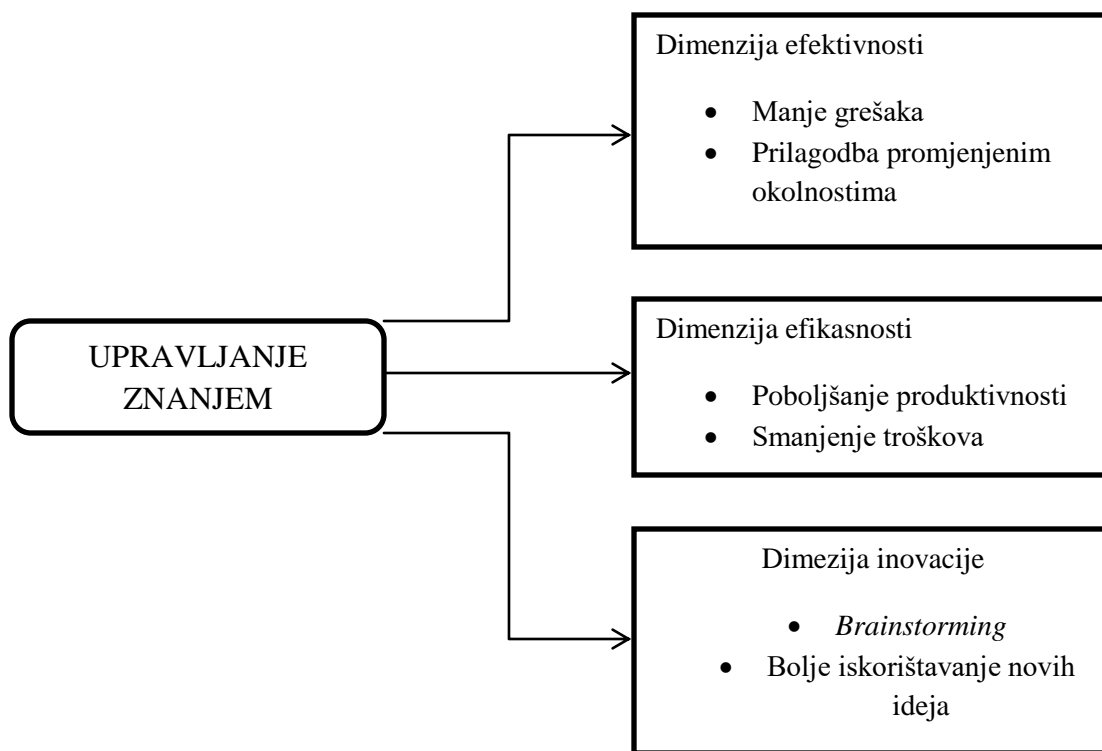 Dimenzija efektivnosti
• Manje grešaka
• Prilagodba promjenjenim
okolnostima
UPRAVLJANJE
ZNANJEM
Dimenzija efikasnosti
• Poboljšanje produktivnosti
• Smanjenje troškova
Dimezija inovacije
• Brainstorming
• Bolje iskorištavanje novih
ideja